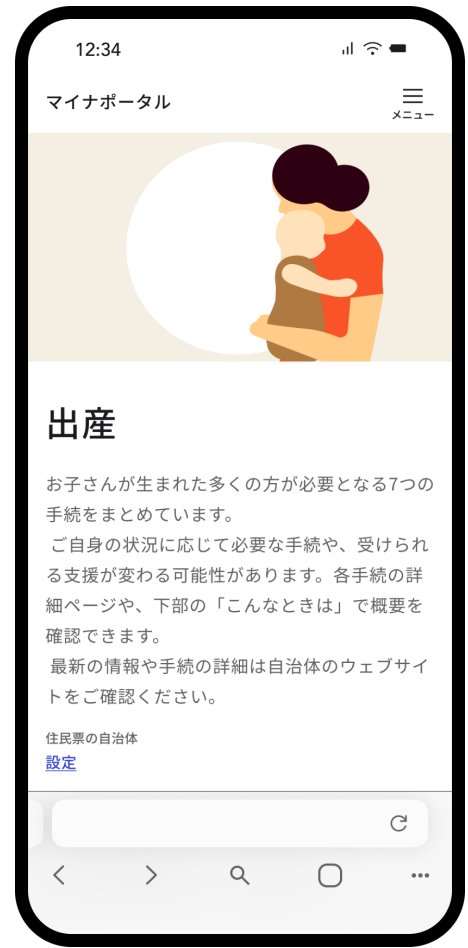 12:34
マイナポータル
メニュー
出産
お子さんが生まれた多くの方が必要となる7つの
手続をまとめています。
ご自身の状況に応じて必要な手続や、受けられ
る支援が変わる可能性があります。各手続の詳
細ページや、下部の「こんなときは」で概要を
確認できます。
最新の情報や手続の詳細は自治体のウェブサイ
トをご確認ください。
住民票の自治体
設定